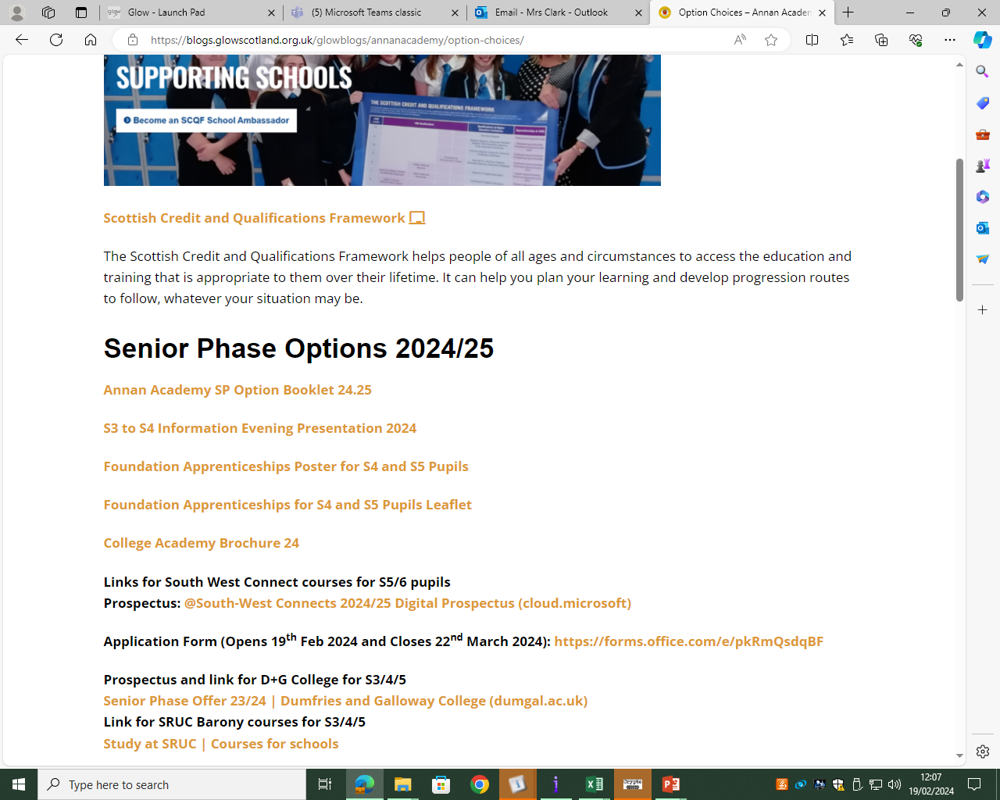 Glow - Launch Pad
(5) Microsoft Teams classic
Email - Mrs Clark - Outlook
Option Choices – Annan Academ
https://blogs.glowscotland.org.uk/glowblogs/annanacademy/option-choices/
SUPPORTING SCHOOLS
Become an SCQF School Ambassador
THE SCOTTISH CREDIT AND QUALIFICATIONS FRAMEWORK
Scottish Credit and Qualifications Framework
The Scottish Credit and Qualifications Framework helps people of all ages and circumstances to access the education and
training that is appropriate to them over their lifetime. It can help you plan your learning and develop progression routes
to follow, whatever your situation may be.
Senior Phase Options 2024/25
Annan Academy SP Option Booklet 24.25
S3 to S4 Information Evening Presentation 2024
Foundation Apprenticeships Poster for S4 and S5 Pupils
Foundation Apprenticeships for S4 and S5 Pupils Leaflet
College Academy Brochure 24
Links for South West Connect courses for S5/6 pupils
Prospectus: @South-West Connects 2024/25 Digital Prospectus (cloud.microsoft)
Application Form (Opens 19th Feb 2024 and Closes 22nd March 2024): https://forms.office.com/e/pkRmQsdqBF
Prospectus and link for D+G College for S3/4/5
Senior Phase Offer 23/24 | Dumfries and Galloway College (dumgal.ac.uk)
Link for SRUC Barony courses for S3/4/5
Study at SRUC | Courses for schools
Type here to search
12:07
19/02/2024